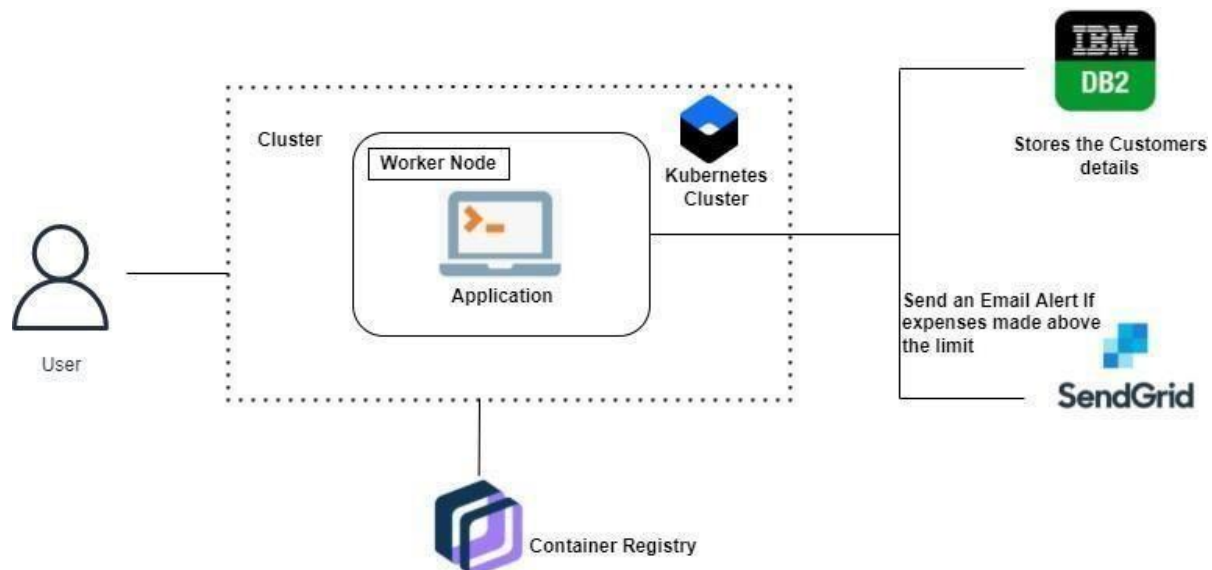 IBM
DB2
Stores the Customers
details
Cluster
Worker Node
Kubernetes
Cluster
Application
User
Send an Email Alert If
expenses made above
the limit
SendGrid
Container Registry